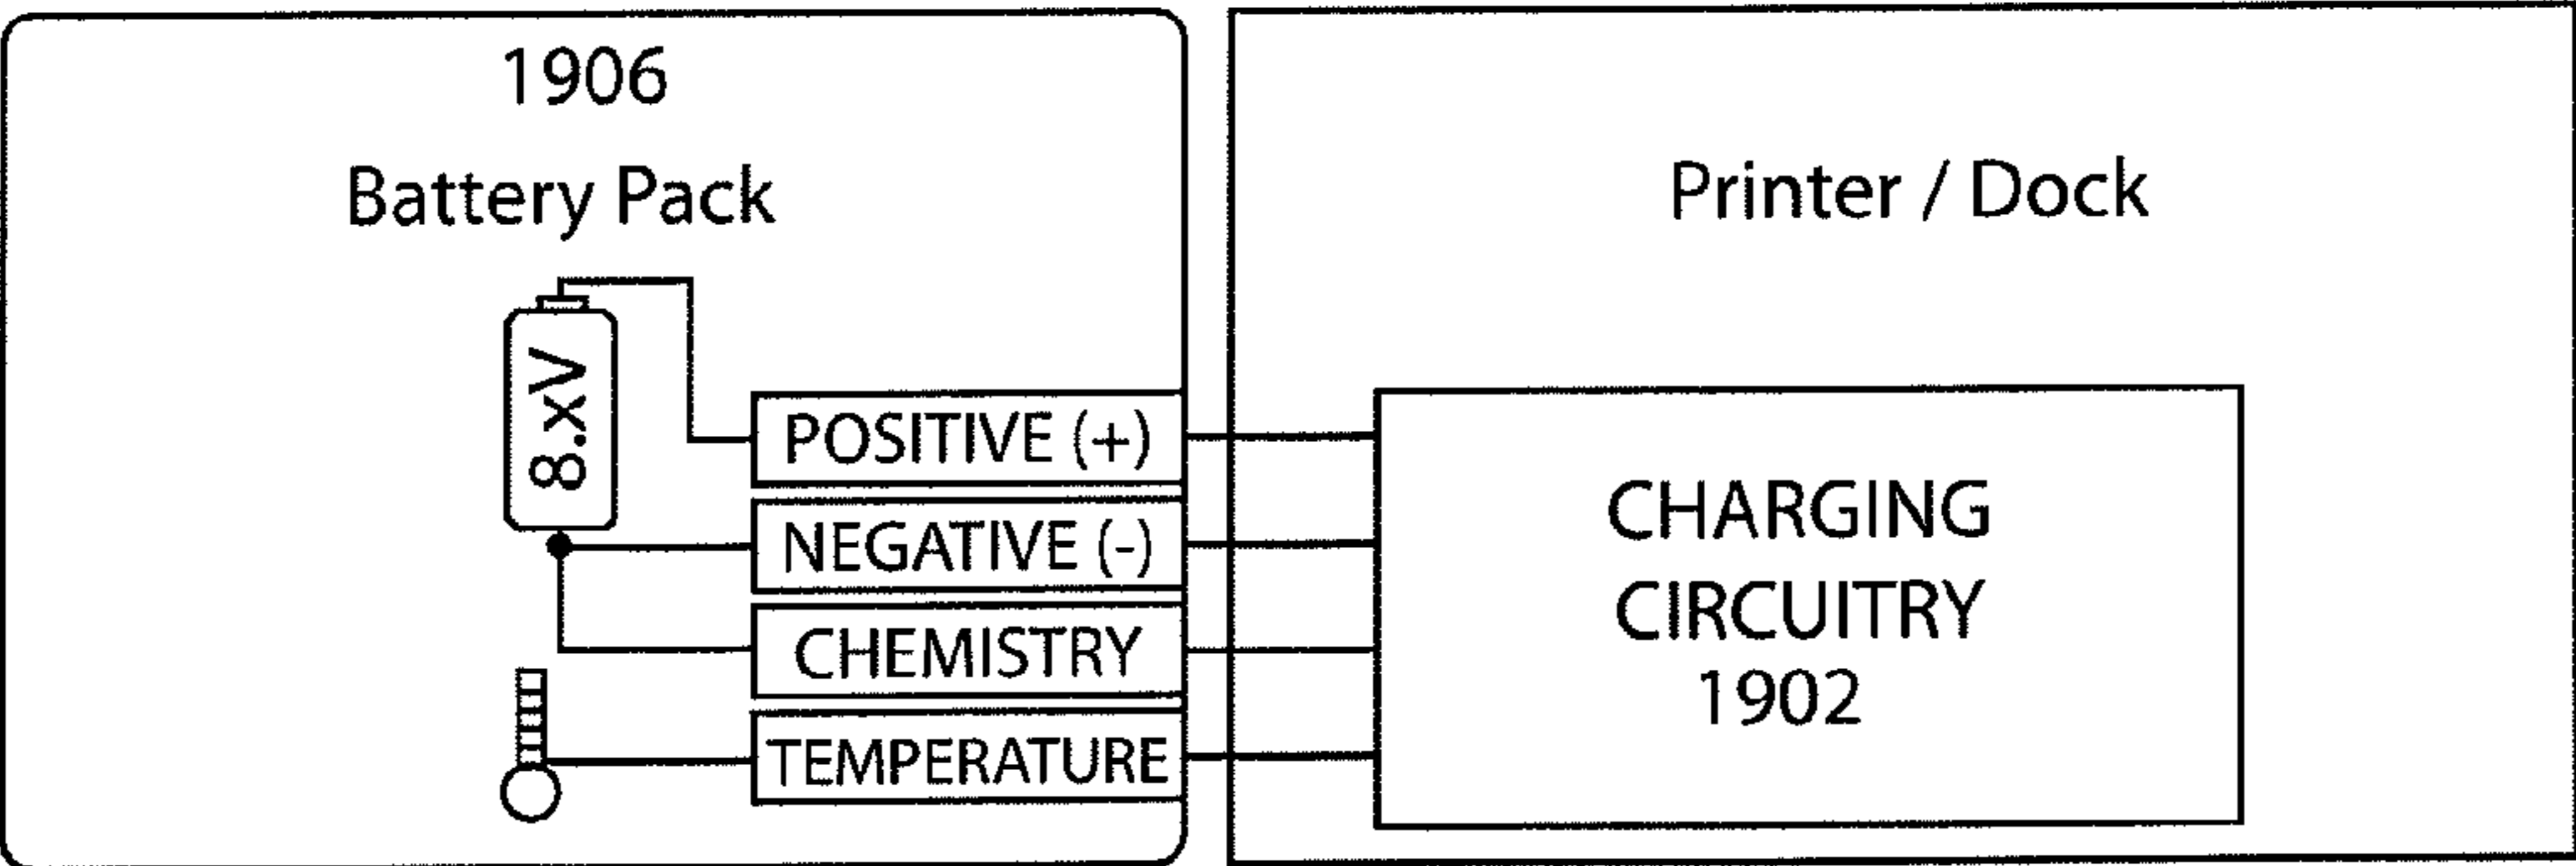 1906
Battery Pack
Printer / Dock
8.xV
POSITIVE (+)
NEGATIVE (-)
CHEMISTRY
TEMPERATURE
CHARGING
CIRCUITRY
1902